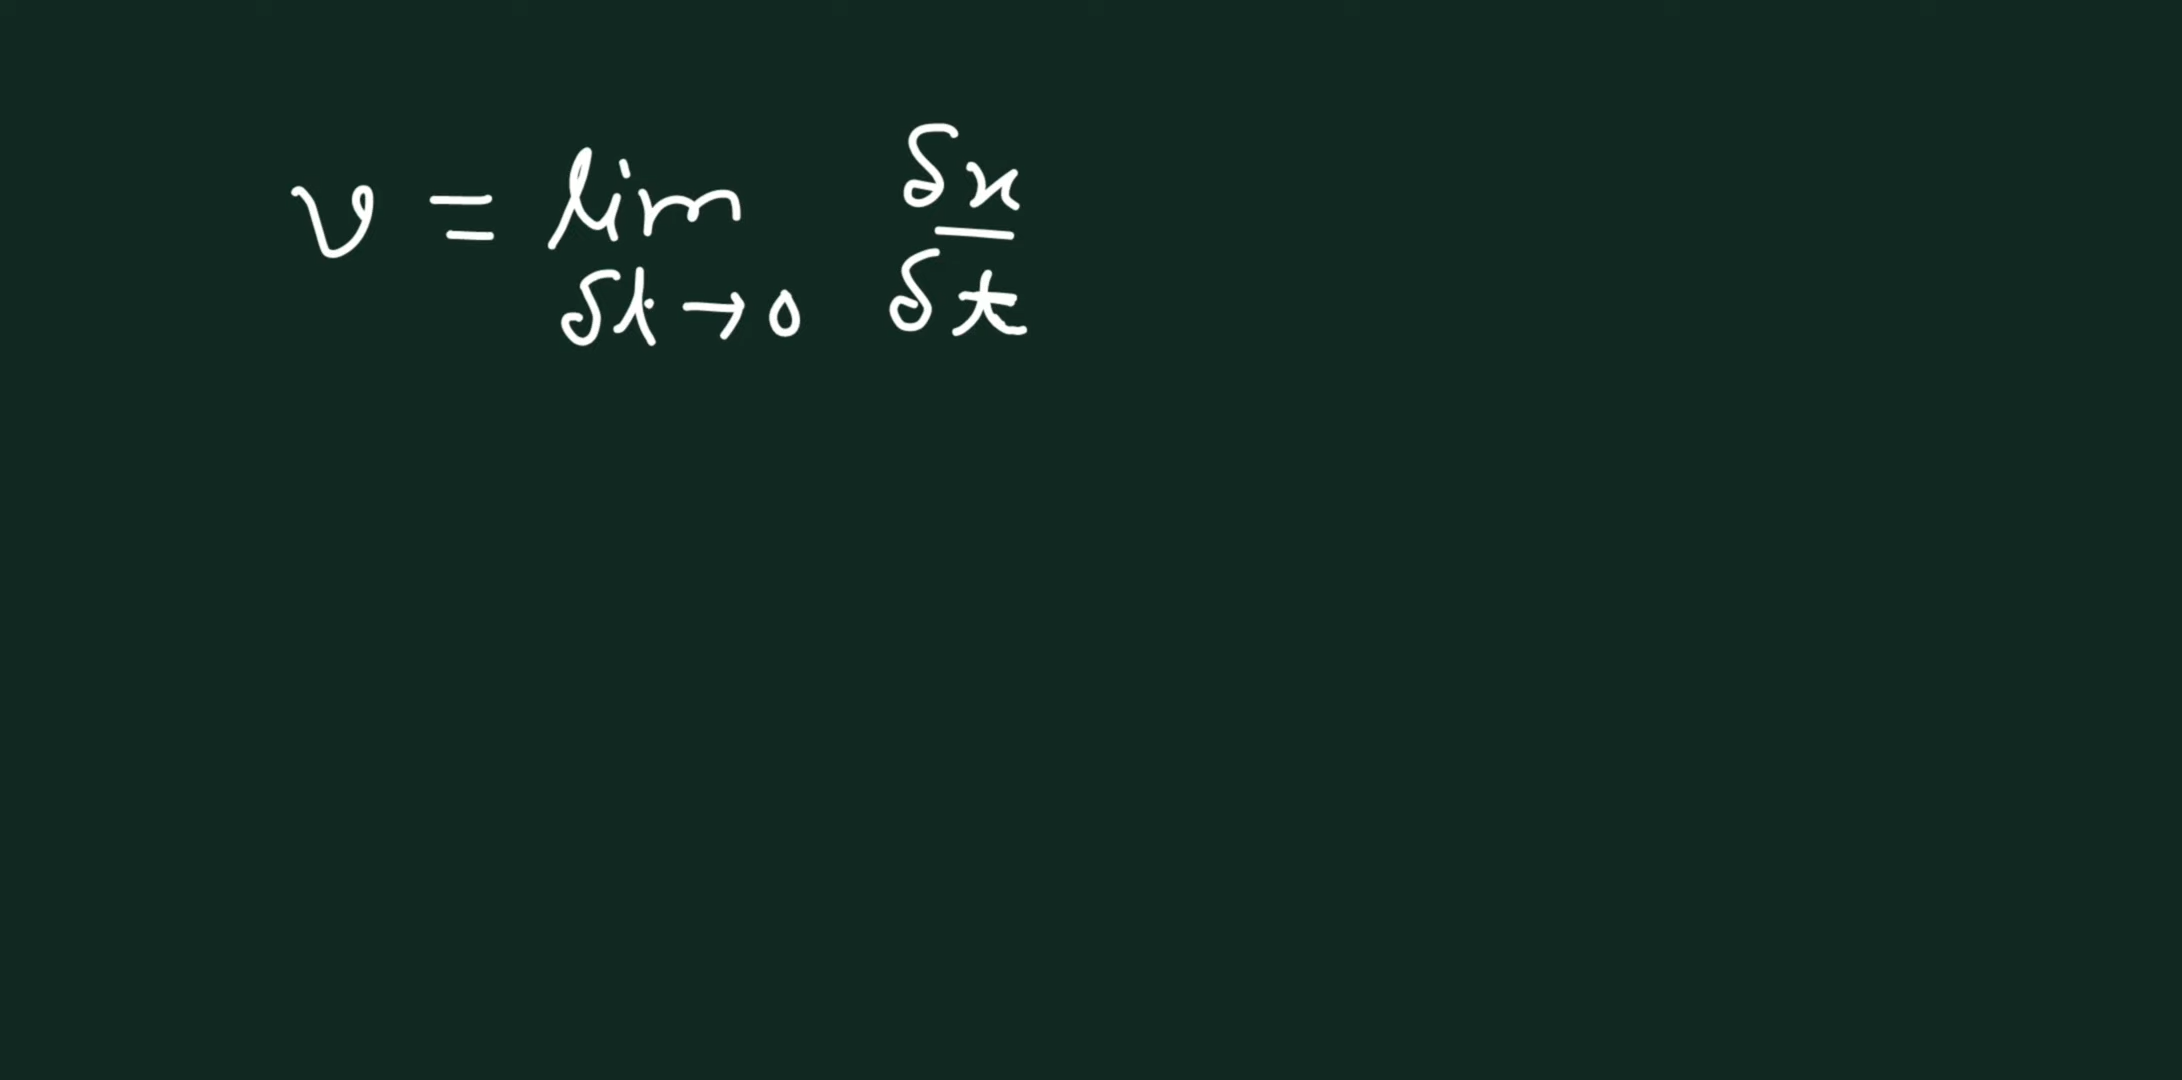 v = lim δx/δt
δt→0